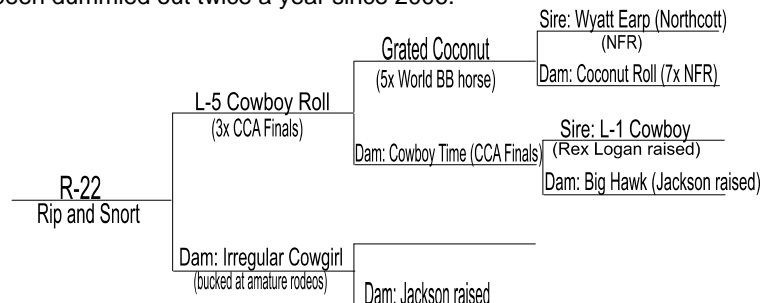 been dummied out twice a year since 2008.
Sire: Wyatt Earp (Northcott)
(NFR)
Grated Coconut
(5x World BB horse)
Dam: Coconut Roll (7x NFR)
L-5 Cowboy Roll
(3x CCA Finals)
Sire: L-1 Cowboy
(Rex Logan raised)
Dam: Cowboy Time (CCA Finals)
Dam: Big Hawk (Jackson raised)
R-22
Rip and Snort
Dam: Irregular Cowgirl
(bucked at amature rodeos)
Dam: Jackson raised